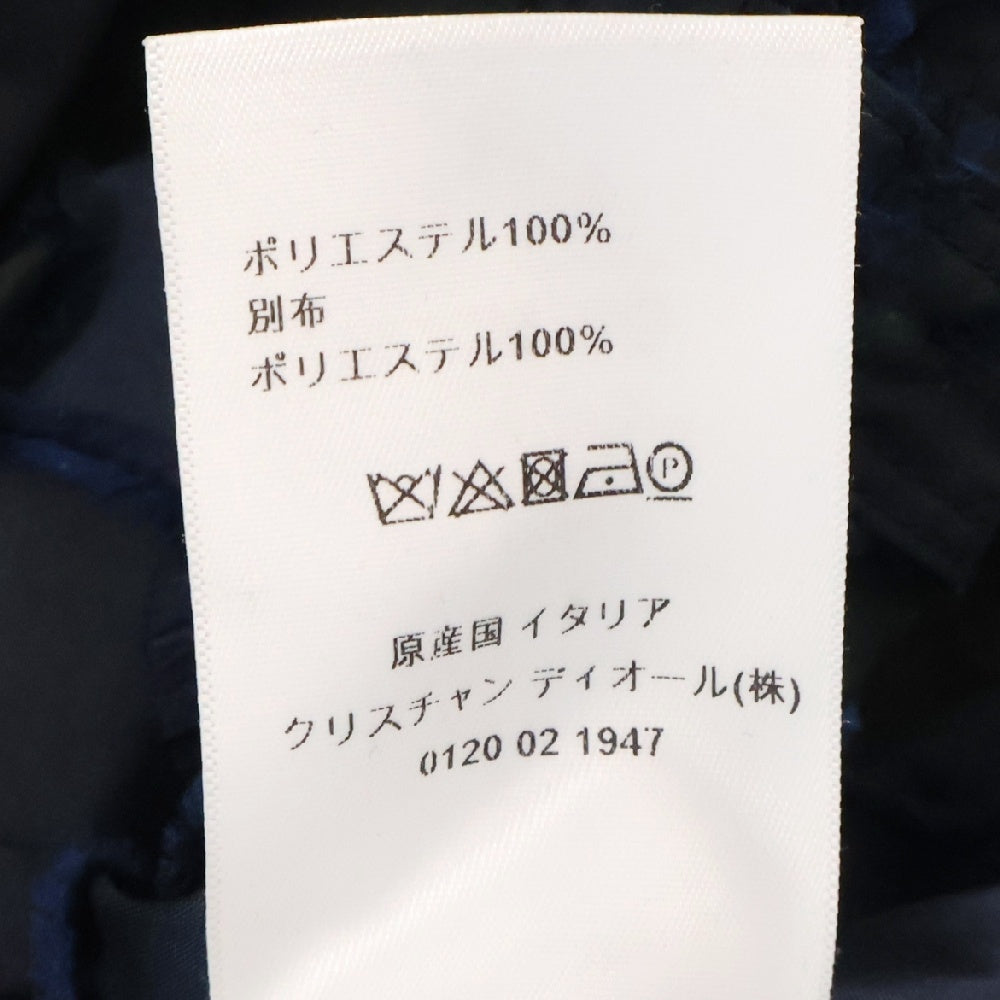 ポリエステル100%
別布
ポリエステル100%
P
原産国 イタリア
クリスチャン ディオール(株)
0120 02 1947